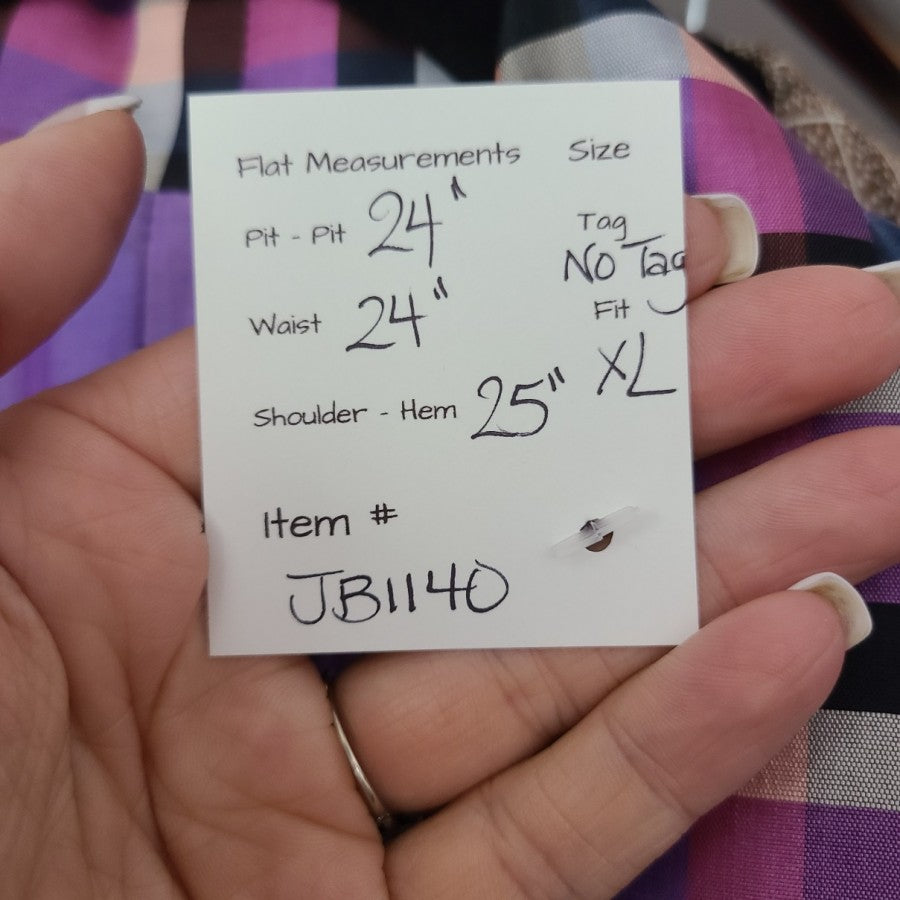 Flat Measurements Size
Pit - Pit 24"
Tag
No Tag
Waist 24"
Fit
XL
Shoulder - Hem 25"
Item #
JB1140